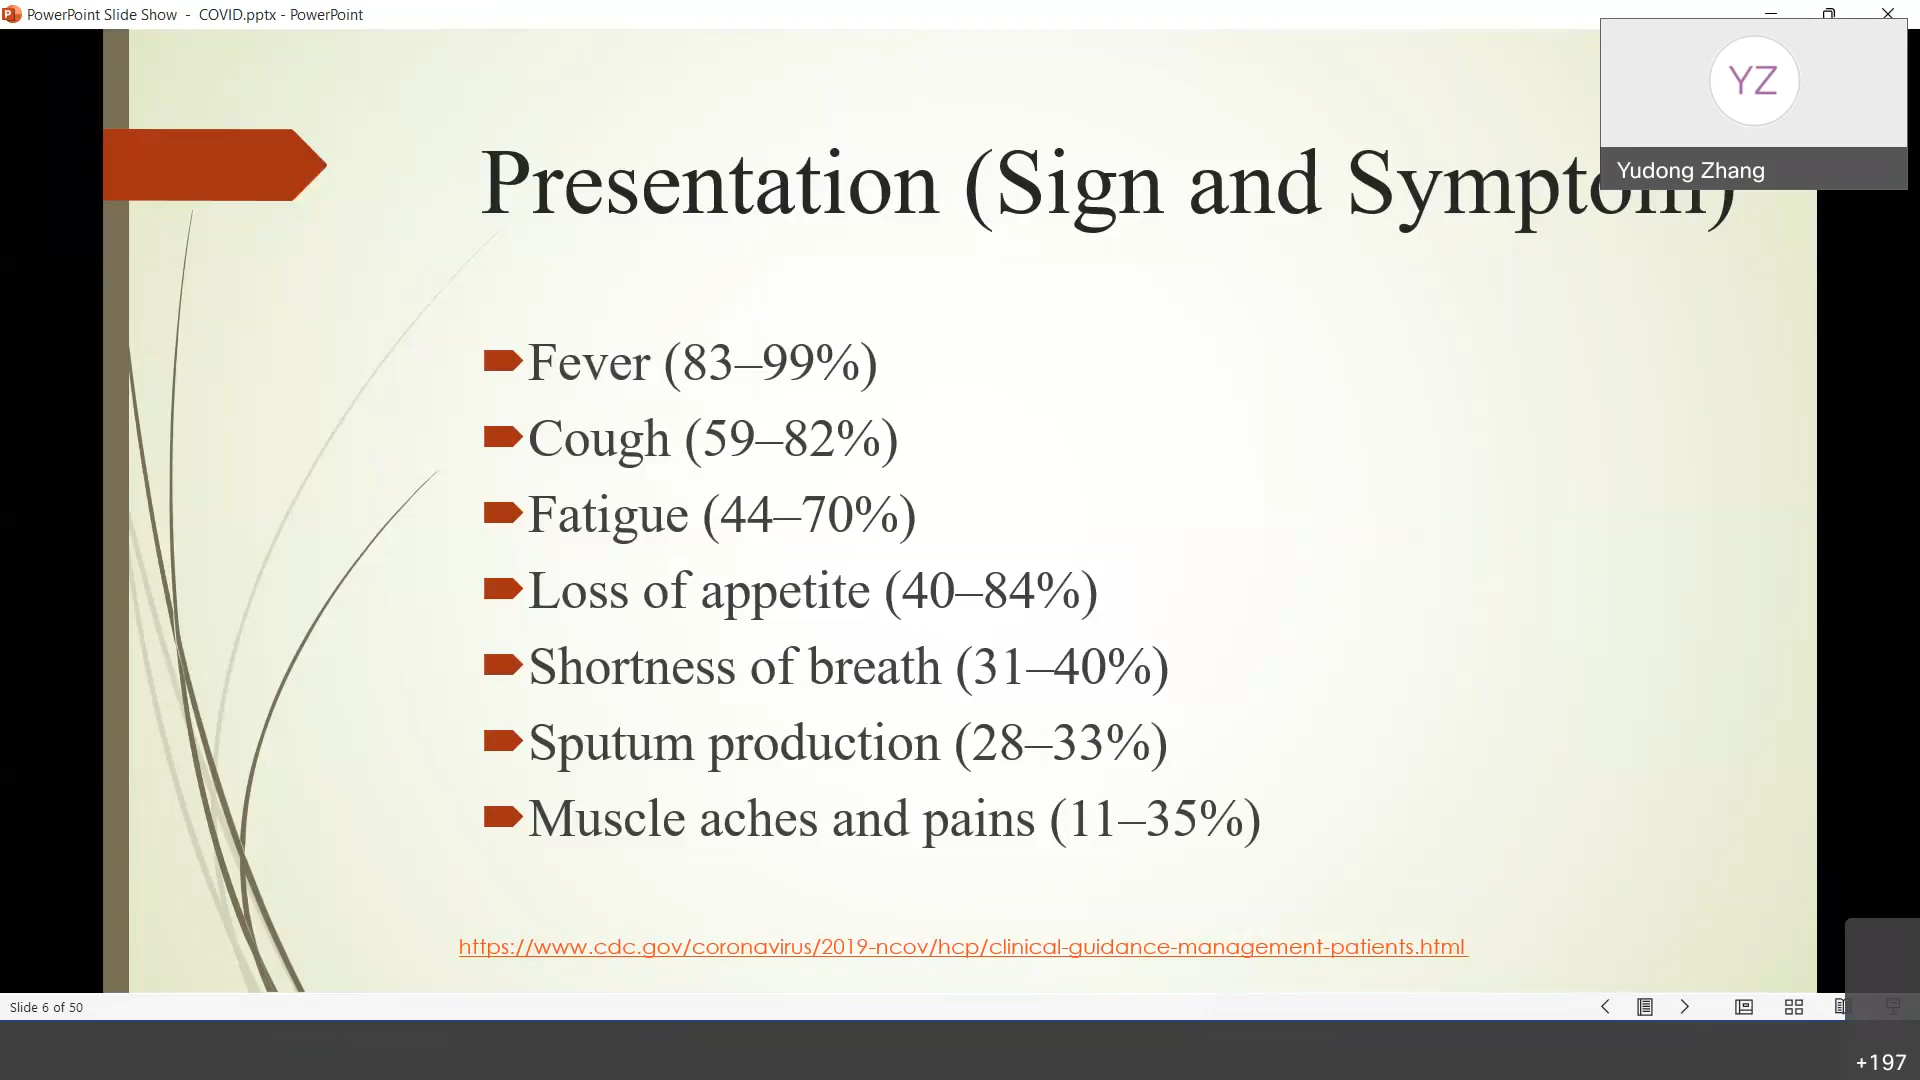 PowerPoint Slide Show - COVID.pptx - PowerPoint
YZ
Yudong Zhang
Presentation (Sign and Symptom)
Fever (83–99%)
Cough (59–82%)
Fatigue (44–70%)
Loss of appetite (40–84%)
Shortness of breath (31–40%)
Sputum production (28–33%)
Muscle aches and pains (11–35%)
https://www.cdc.gov/coronavirus/2019-ncov/hcp/clinical-guidance-management-patients.html
Slide 6 of 50
+197